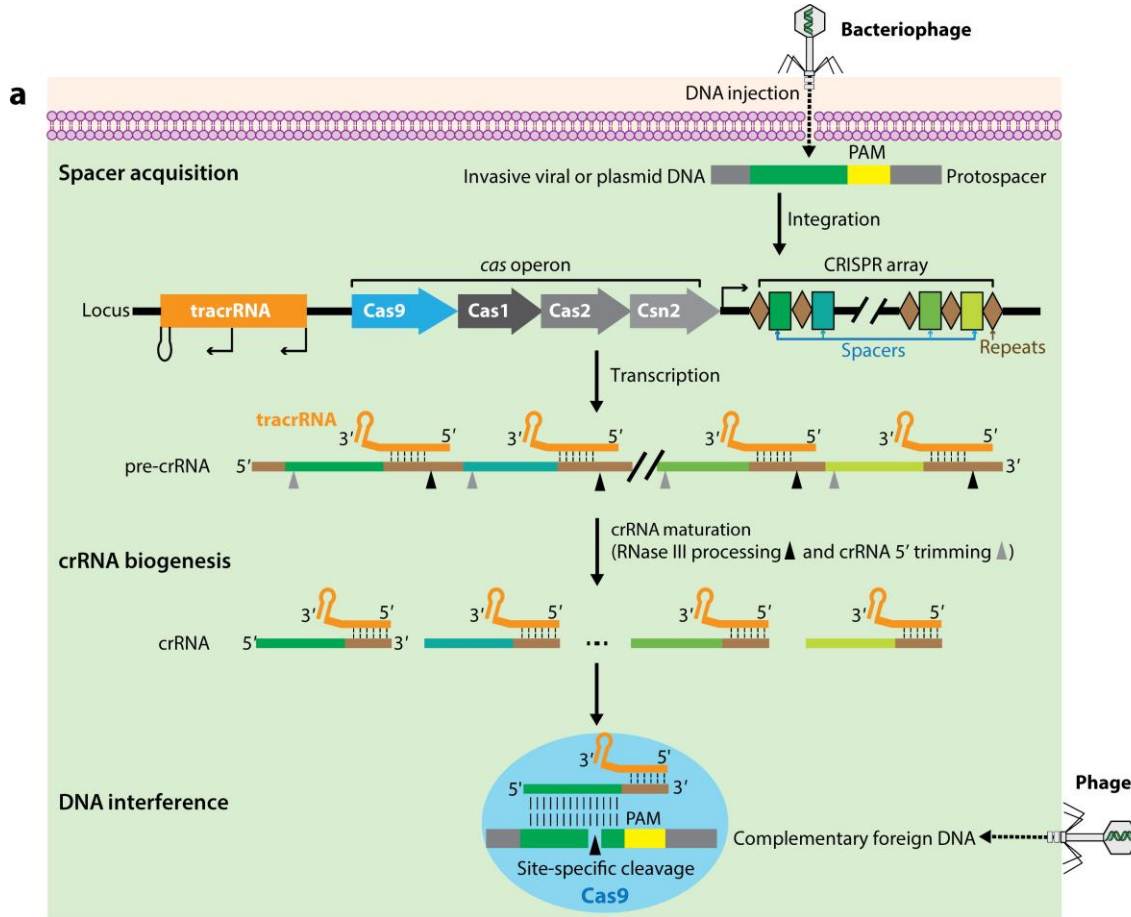 a
Bacteriophage
DNA injection
Spacer acquisition
PAM
Invasive viral or plasmid DNA
Protospacer
Integration
cas operon
CRISPR array
Locus
tracrRNA
Cas9
Cas1
Cas2
Csn2
Spacers
Repeats
Transcription
tracrRNA
3′ 5′ 3′ 5′ 3′ 5′ 3′ 5′
pre-crRNA
5′ 3′
crRNA maturation
(RNase III processing and crRNA 5′ trimming )
crRNA biogenesis
3′ 5′ 3′ 5′ 3′ 5′ 3′ 5′
crRNA
5′ 3′
3′ 5′
5′ 3′
DNA interference
PAM
Phage
Complementary foreign DNA
Site-specific cleavage
Cas9